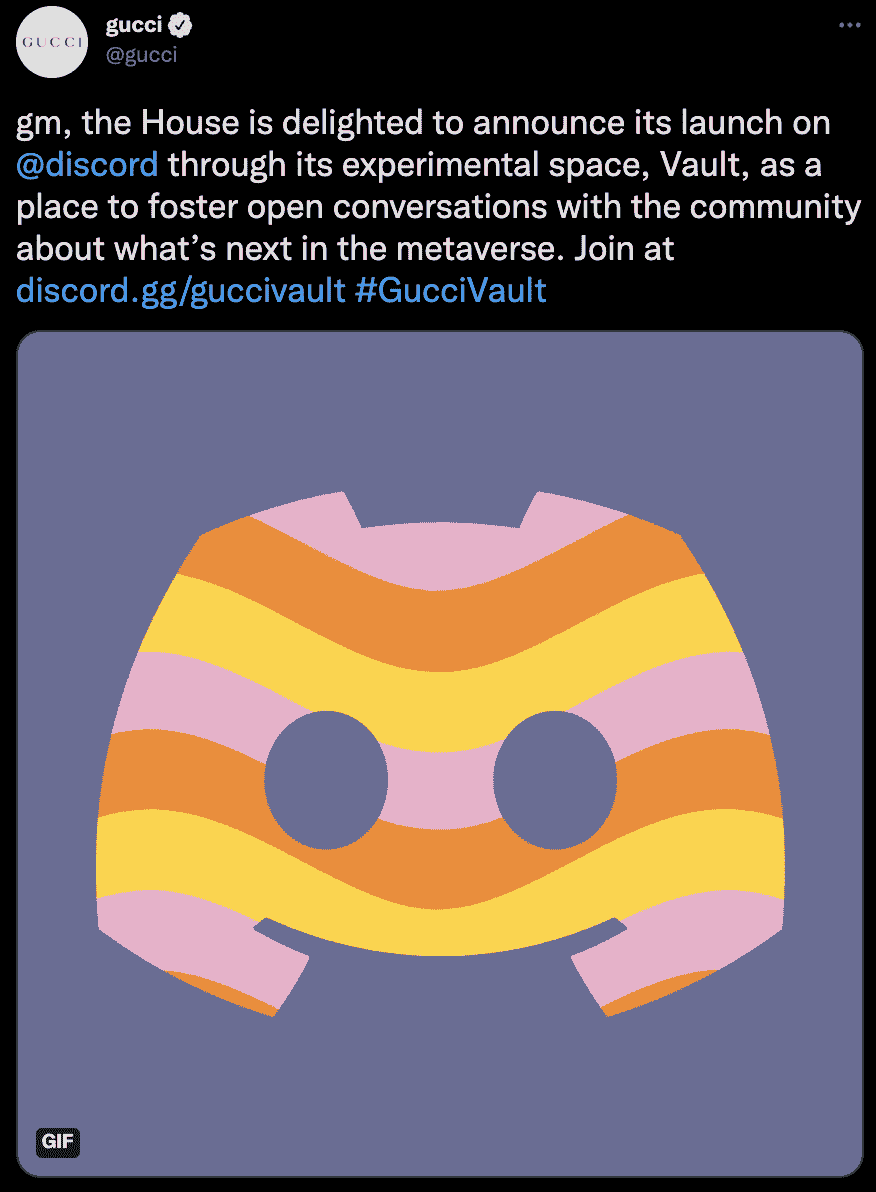 GUCCI
gucci
@gucci
gm, the House is delighted to announce its launch on
@discord through its experimental space, Vault, as a
place to foster open conversations with the community
about what’s next in the metaverse. Join at
discord.gg/guccivault #GucciVault
GIF